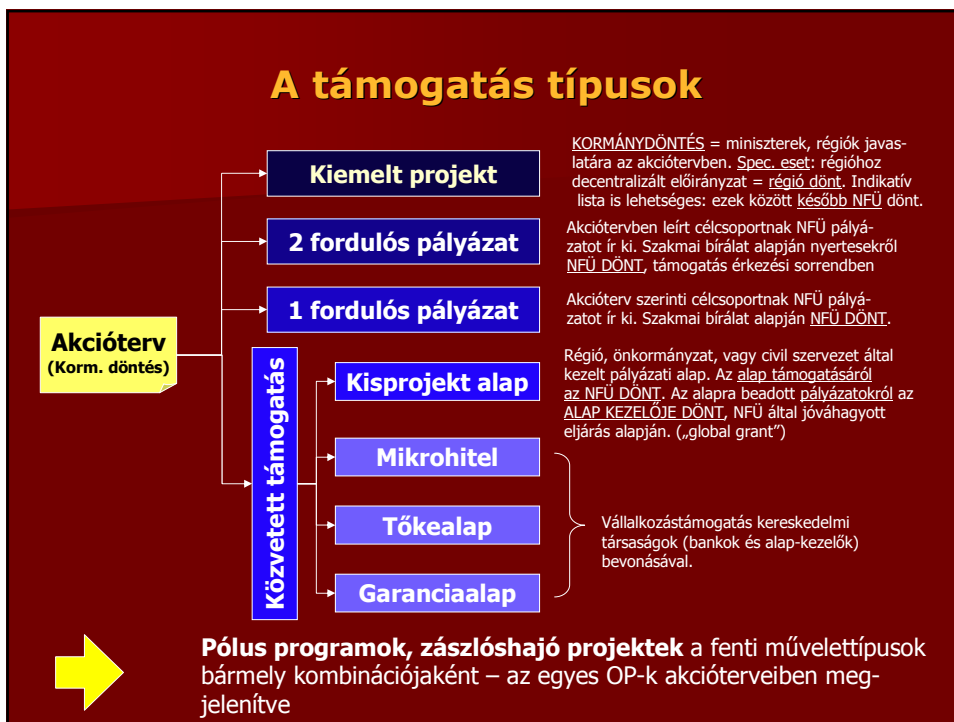 A támogatás típusok
Kiemelt projekt
KORMÁNYDÖNTÉS = miniszterek, régiók javas-
latára az akciótervben. Spec. eset: régióhoz
decentralizált előirányzat = régió dönt. Indikatív
lista is lehetséges: ezek között később NFÜ dönt.
2 fordulós pályázat
Akciótervben leírt célcsoportnak NFÜ pályá-
zatot ír ki. Szakmai bírálat alapján nyertesekről
NFÜ DÖNT, támogatás érkezési sorrendben
1 fordulós pályázat
Akcióterv szerinti célcsoportnak NFÜ pályá-
zatot ír ki. Szakmai bírálat alapján NFÜ DÖNT.
Akcióterv
(Korm. döntés)
Közvetett támogatás
Kisprojekt alap
Régió, önkormányzat, vagy civil szervezet által
kezelt pályázati alap. Az alap támogatásáról
az NFÜ DÖNT. Az alapra beadott pályázatokról az
ALAP KEZELŐJE DÖNT, NFÜ által jóváhagyott
eljárás alapján. („global grant”)
Mikrohitel
Tőkealap
Garanciaalap
Vállalkozástámogatás kereskedelmi
társaságok (bankok és alap-kezelők)
bevonásával.
Pólus programok, zászlóshajó projektek a fenti művelettípusok
bármely kombinációjaként – az egyes OP-k akcióterveiben meg-
jelenítve